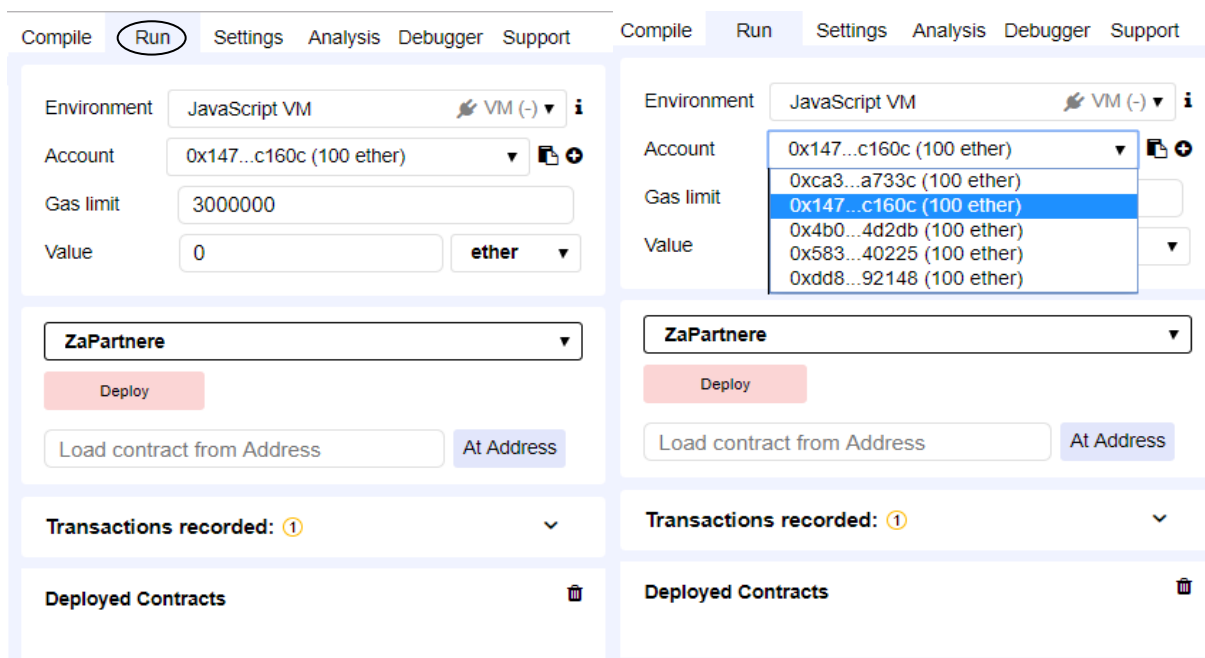 Compile Run Settings Analysis Debugger Support
Environment JavaScript VM VM (-) i
Account 0x147...c160c (100 ether)
Gas limit 3000000
Value 0 ether
ZaPartnere
Deploy
Load contract from Address At Address
Transactions recorded: 1
Deployed Contracts
Compile Run Settings Analysis Debugger Support
Environment JavaScript VM VM (-) i
Account 0x147...c160c (100 ether)
0xca3...a733c (100 ether)
Gas limit 0x147...c160c (100 ether)
0x4b0...4d2db (100 ether)
Value 0x583...40225 (100 ether)
0xdd8...92148 (100 ether)
ZaPartnere
Deploy
Load contract from Address At Address
Transactions recorded: 1
Deployed Contracts